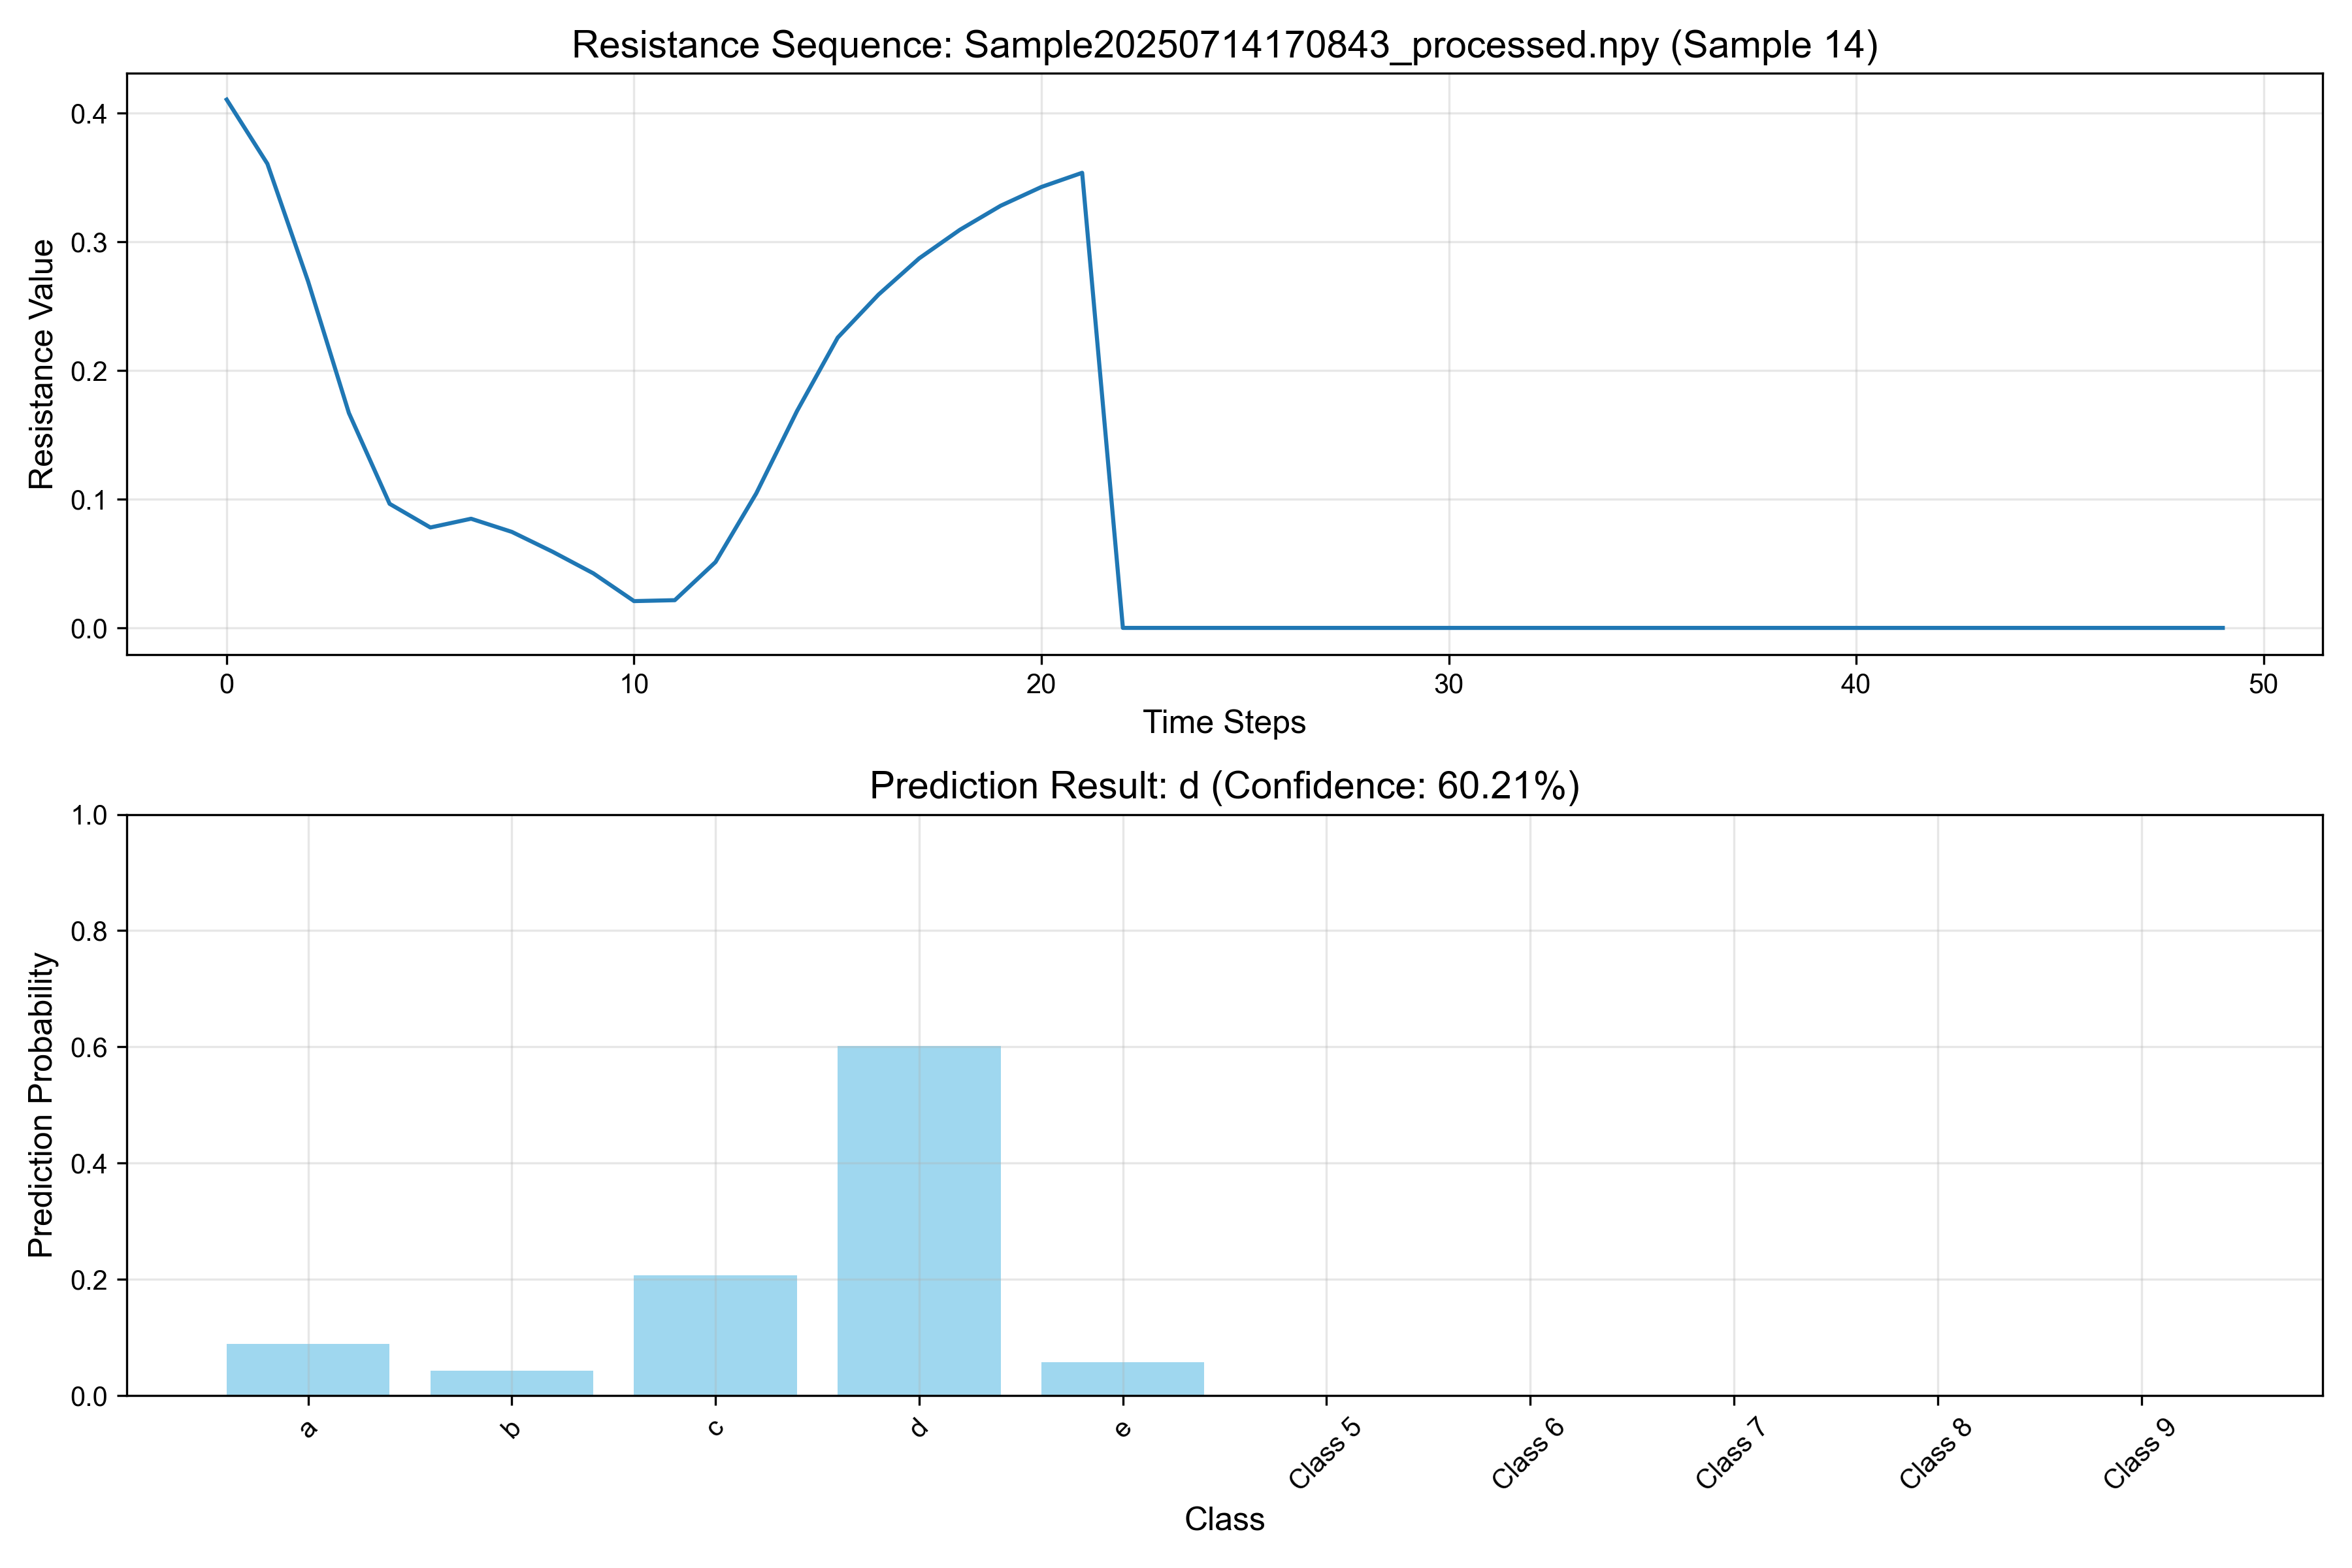 Resistance Sequence: Sample20250714170843_processed.npy (Sample 14)
Resistance Value
0.4
0.3
0.2
0.1
0.0
0 10 20 30 40 50
Time Steps
Prediction Result: d (Confidence: 60.21%)
Prediction Probability
1.0
0.8
0.6
0.4
0.2
0.0
a b c d e Class 5 Class 6 Class 7 Class 8 Class 9
Class